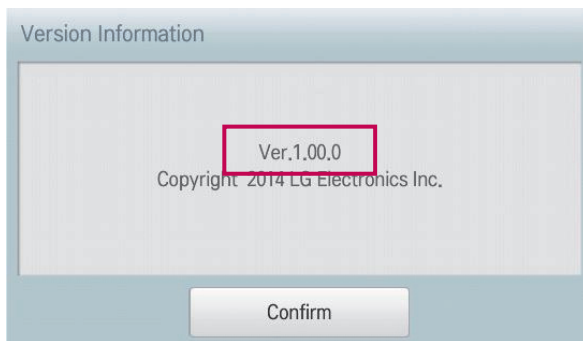 Version Information
Ver.1.00.0
Copyright 2014 LG Electronics Inc.
Confirm